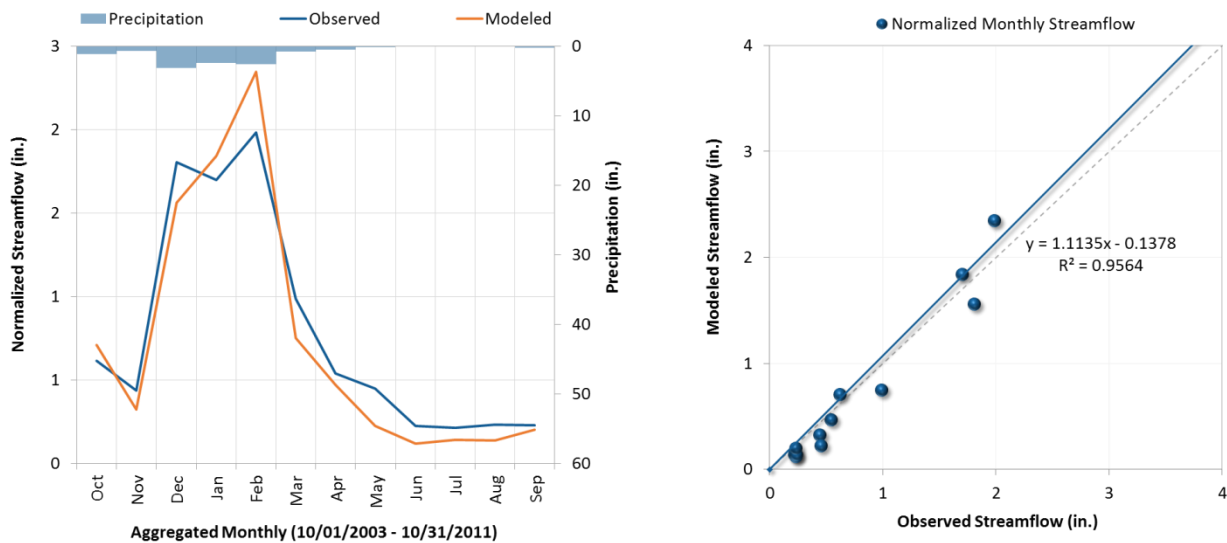 Precipitation Observed Modeled
3
2
2
1
1
0
Normalized Streamflow (in.)
0
10
20
30
40
50
60
Precipitation (in.)
Oct Nov Dec Jan Feb Mar Apr May Jun Jul Aug Sep
Aggregated Monthly (10/01/2003 - 10/31/2011)
Normalized Monthly Streamflow
4
3
2
1
0
Modeled Streamflow (in.)
y = 1.1135x - 0.1378
R² = 0.9564
0 1 2 3 4
Observed Streamflow (in.)